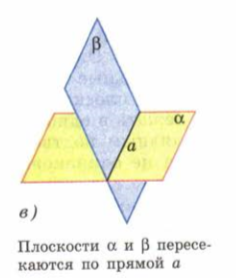 β
α
a
в)
Плоскости α и β пересе-
каются по прямой a